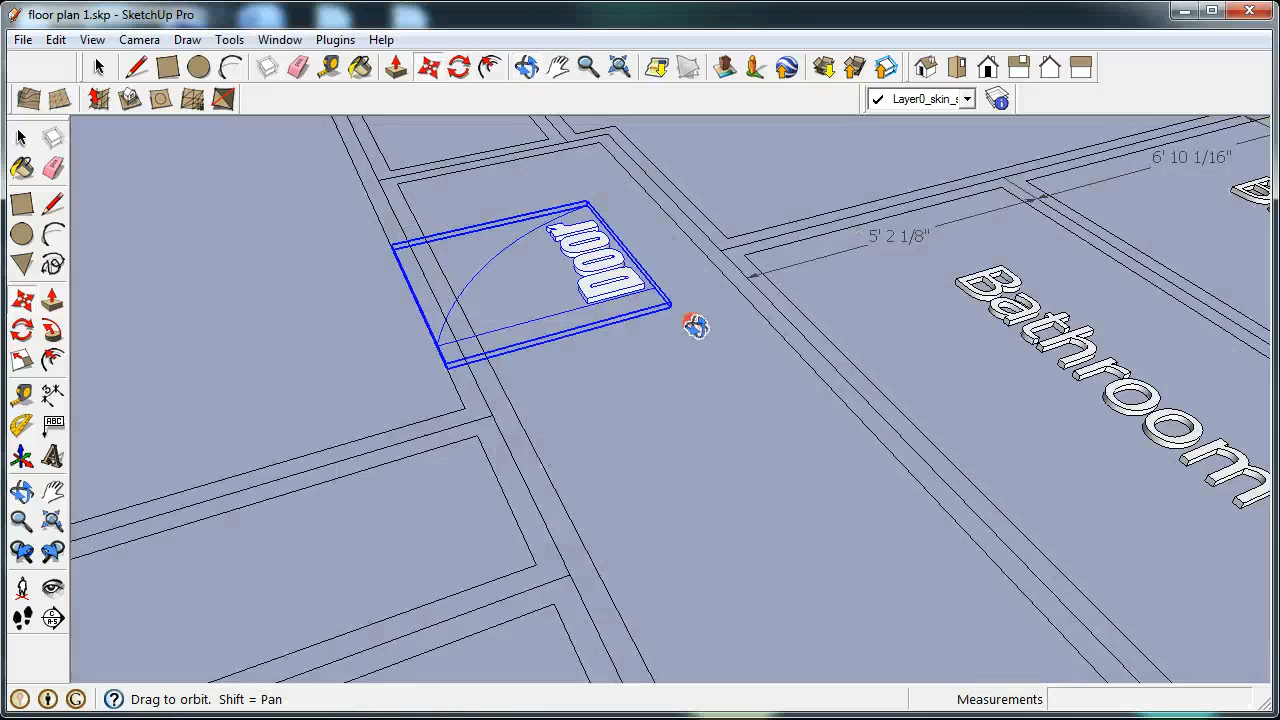 floor plan 1.skp - SketchUp Pro
File Edit View Camera Draw Tools Window Plugins Help
Layer0_skin_s
6' 10 1/16"
5' 2 1/8"
DOOR
Bathroom
ABC
Drag to orbit. Shift = Pan
Measurements